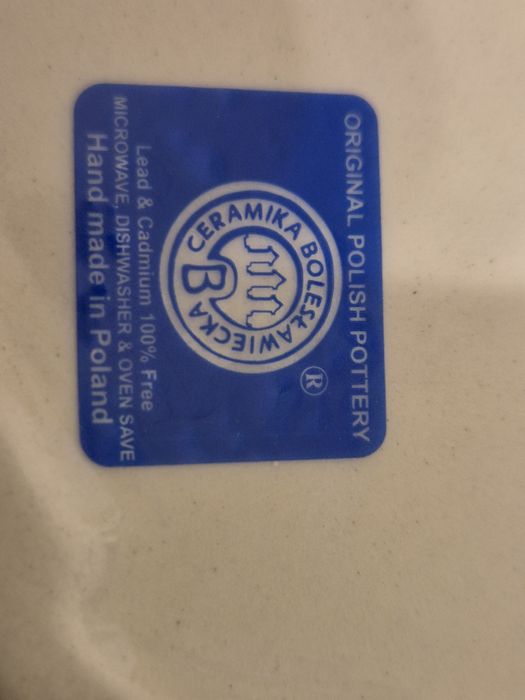 ORIGINAL POLISH POTTERY
CERAMIKA BOLESŁAWIECKA
B
®
Lead & Cadmium 100% Free
MICROWAVE, DISHWASHER & OVEN SAVE
Hand made in Poland